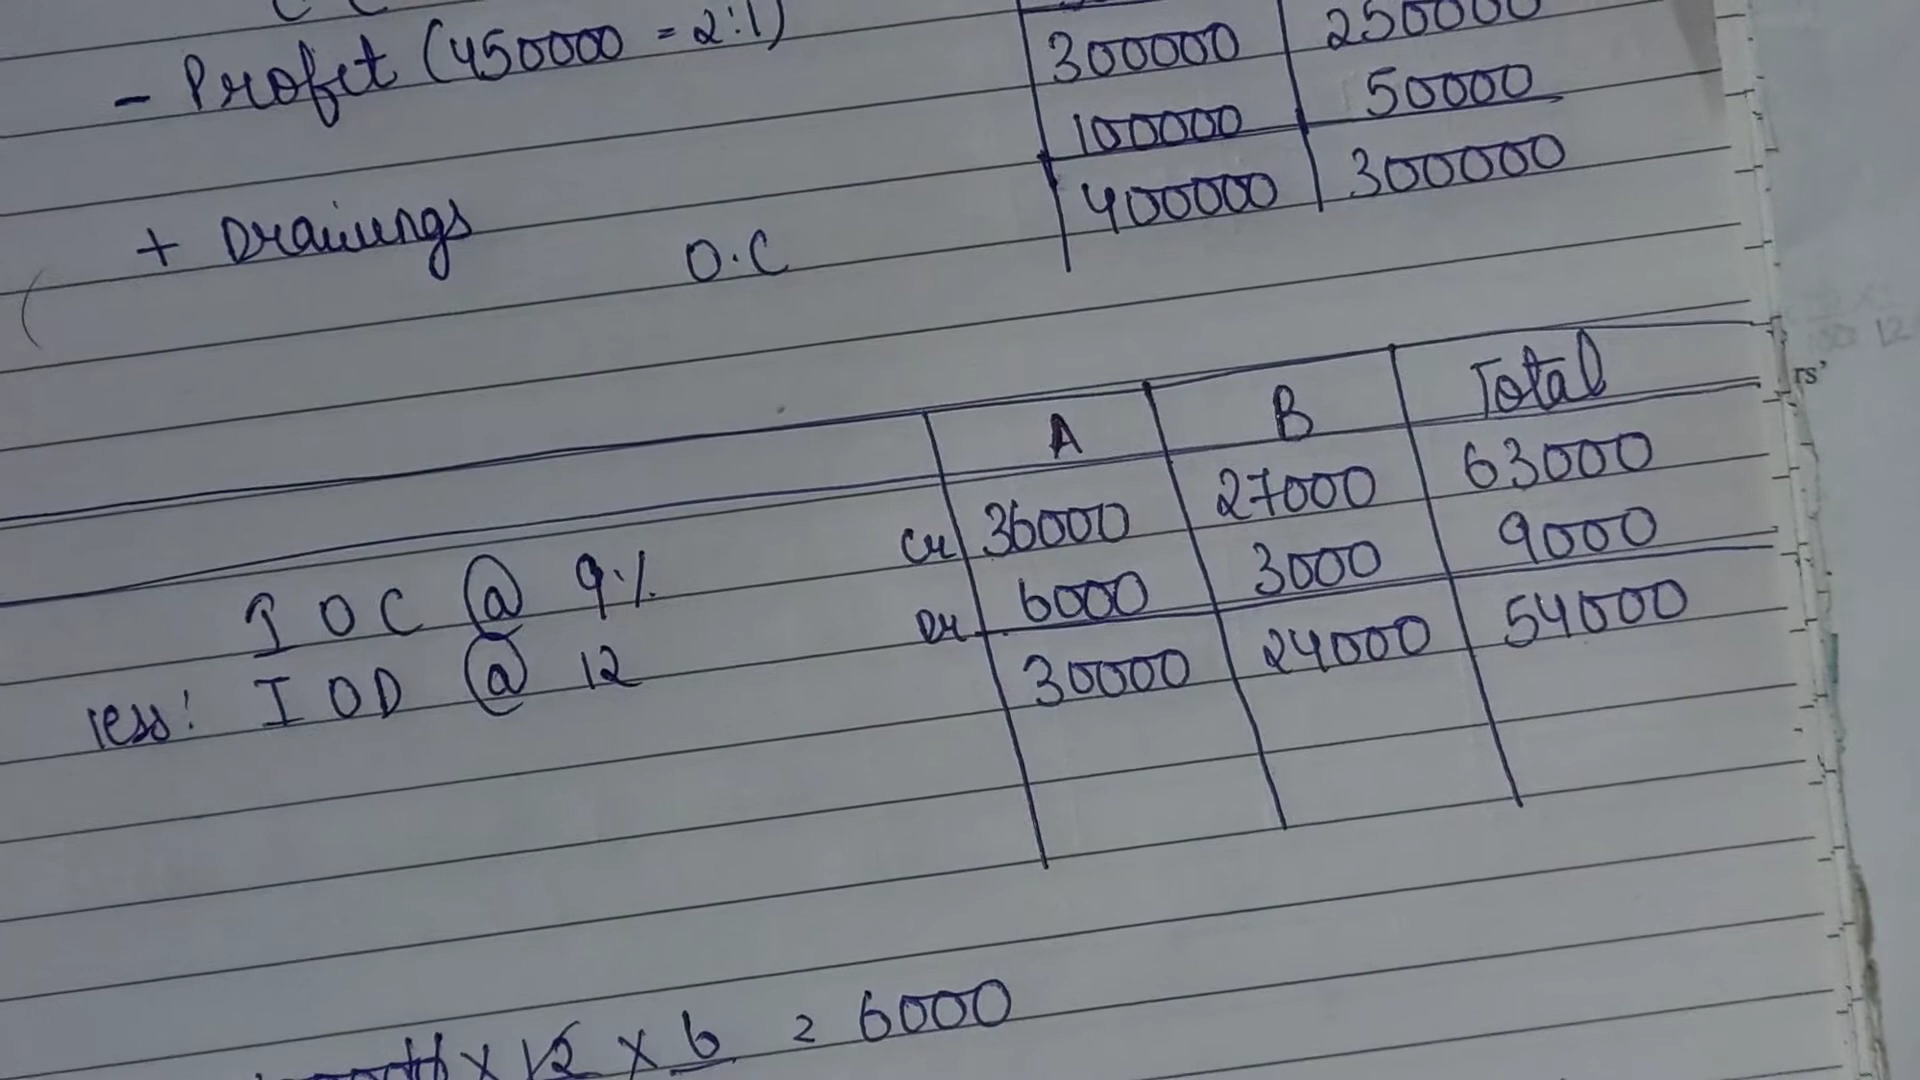 - Profit (450000 = 2:1)
300000 250000
100000 50000
+ Drawings
O.C 400000 300000
A B Total
IOC @ 9% Cr 36000 27000 63000
less: IOD @ 12 Dr 6000 3000 9000
30000 24000 54000
x 12 x 6 = 6000